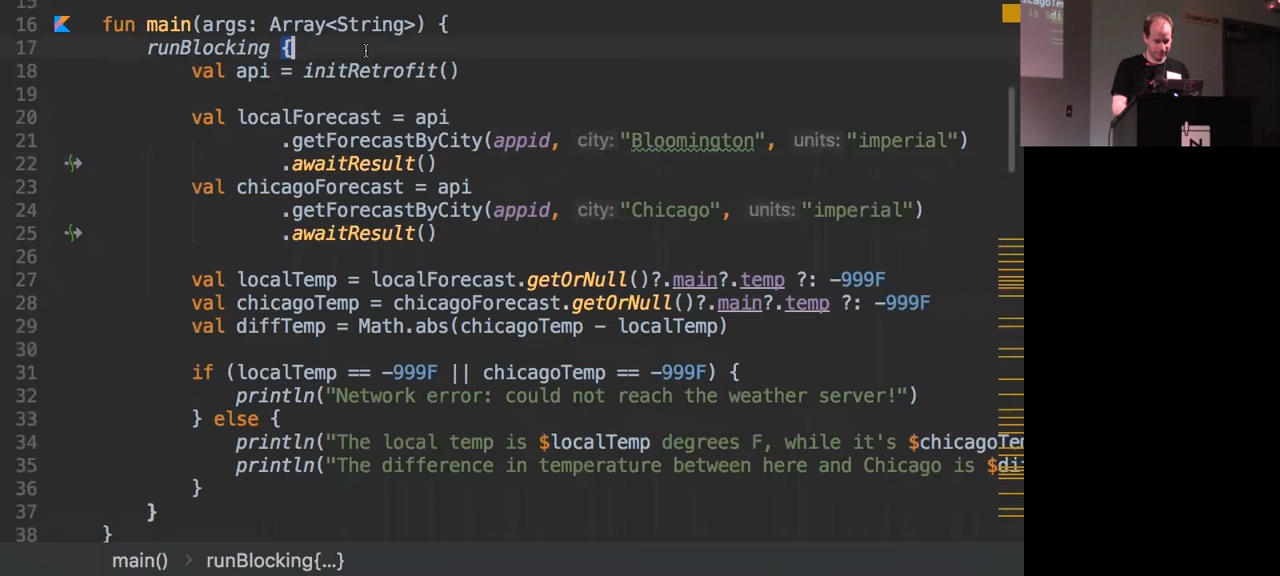 15
16 fun main(args: Array<String>) {
17 runBlocking {
18 val api = initRetrofit()
19
20 val localForecast = api
21 .getForecastByCity(appid, city: "Bloomington", units: "imperial")
22 .awaitResult()
23 val chicagoForecast = api
24 .getForecastByCity(appid, city: "Chicago", units: "imperial")
25 .awaitResult()
26
27 val localTemp = localForecast.getOrNull()?.main?.temp ?: -999F
28 val chicagoTemp = chicagoForecast.getOrNull()?.main?.temp ?: -999F
29 val diffTemp = Math.abs(chicagoTemp - localTemp)
30
31 if (localTemp == -999F || chicagoTemp == -999F) {
32 println("Network error: could not reach the weather server!")
33 } else {
34 println("The local temp is $localTemp degrees F, while it's $chicagoTem
35 println("The difference in temperature between here and Chicago is $di
36 }
37 }
38 }
main() > runBlocking{...}